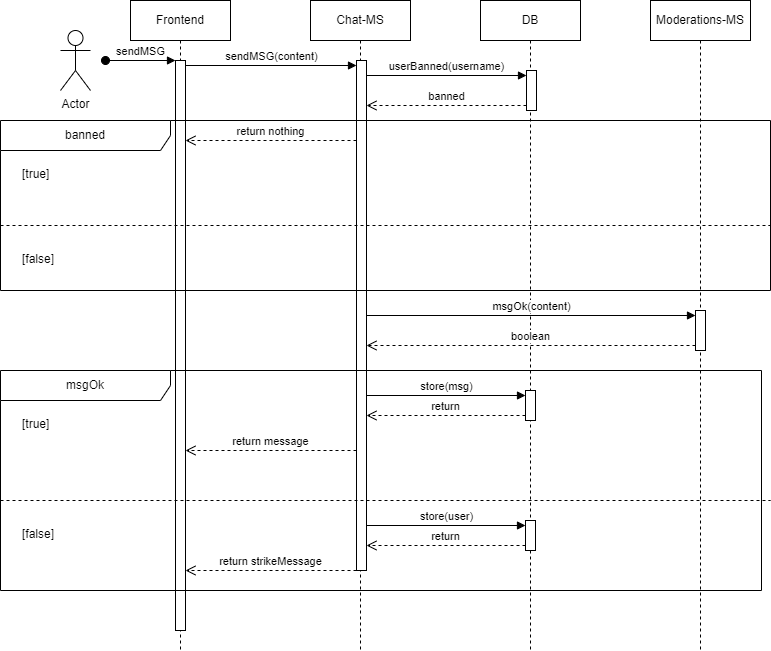 Frontend
Chat-MS
DB
Moderations-MS
sendMSG
sendMSG(content)
userBanned(username)
Actor
banned
banned
return nothing
[true]
[false]
msgOk(content)
boolean
msgOk
store(msg)
return
[true]
return message
store(user)
[false]
return
return strikeMessage